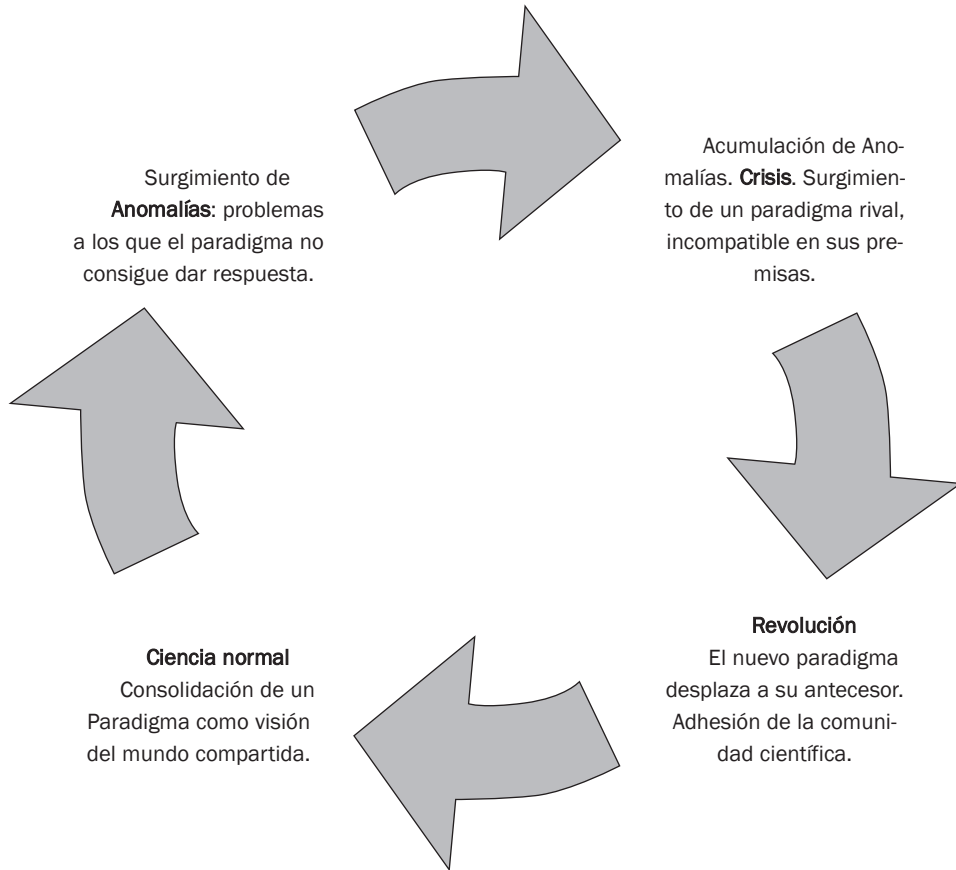 Surgimiento de
Anomalías: problemas
a los que el paradigma no
consigue dar respuesta.
Acumulación de Ano-
malías. Crisis. Surgimien-
to de un paradigma rival,
incompatible en sus pre-
misas.
Revolución
El nuevo paradigma
desplaza a su antecesor.
Adhesión de la comuni-
dad científica.
Ciencia normal
Consolidación de un
Paradigma como visión
del mundo compartida.